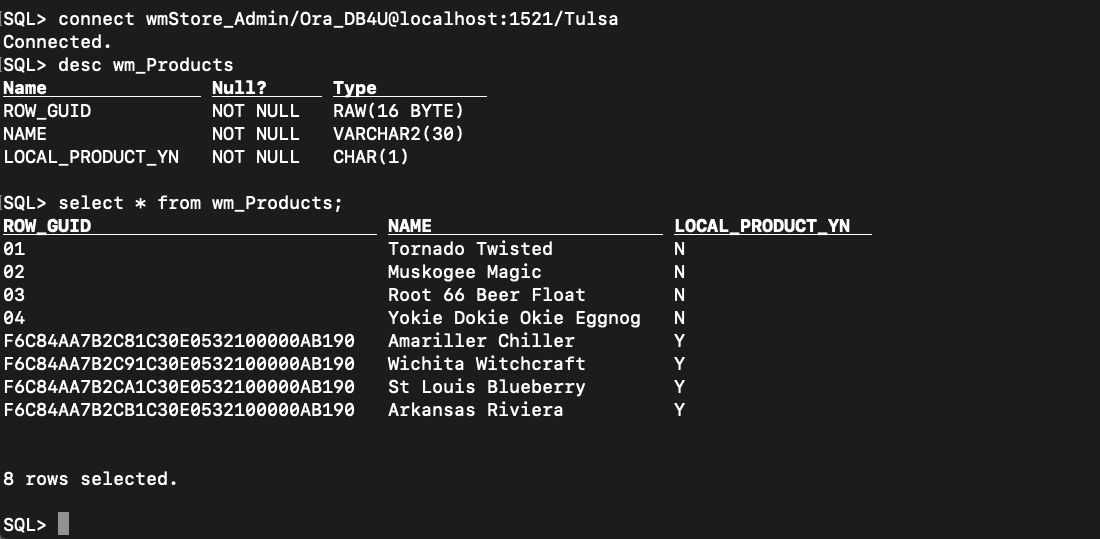 SQL> connect wmStore_Admin/Ora_DB4U@localhost:1521/Tulsa
Connected.
SQL> desc wm_Products
Name Null? Type
ROW_GUID NOT NULL RAW(16 BYTE)
NAME NOT NULL VARCHAR2(30)
LOCAL_PRODUCT_YN NOT NULL CHAR(1)
SQL> select * from wm_Products;
ROW_GUID NAME LOCAL_PRODUCT_YN
01 Tornado Twisted N
02 Muskogee Magic N
03 Root 66 Beer Float N
04 Yokie Dokie Okie Eggnog N
F6C84AA7B2C81C30E0532100000AB190 Amariller Chiller Y
F6C84AA7B2C91C30E0532100000AB190 Wichita Witchcraft Y
F6C84AA7B2CA1C30E0532100000AB190 St Louis Blueberry Y
F6C84AA7B2CB1C30E0532100000AB190 Arkansas Riviera Y
8 rows selected.
SQL>